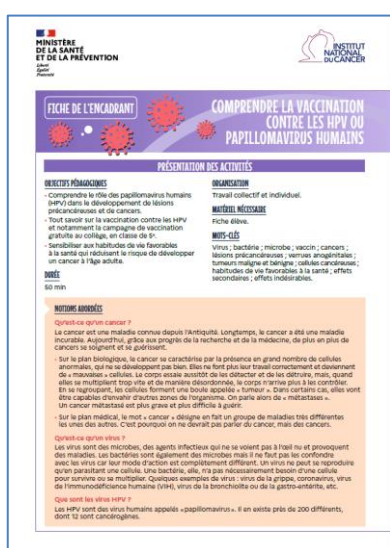 MINISTÈRE
DE LA SANTÉ
ET DE LA PRÉVENTION
Liberté
Égalité
Fraternité
INSTITUT
NATIONAL
DU CANCER
FICHE DE L'ENCADRANT
COMPRENDRE LA VACCINATION
CONTRE LES HPV OU
PAPILLOMAVIRUS HUMAINS
PRÉSENTATION DES ACTIVITÉS
OBJECTIFS PÉDAGOGIQUES
- Comprendre le rôle des papillomavirus humains
(HPV) dans le développement de lésions
précancéreuses et de cancers.
- Tout savoir sur la vaccination contre les HPV
et notamment la campagne de vaccination
gratuite au collège, en classe de 5e.
- Sensibiliser aux habitudes de vie favorables
à la santé qui réduisent le risque de développer
un cancer à l'âge adulte.
DURÉE
50 min
ORGANISATION
Travail collectif et individuel.
MATÉRIEL NÉCESSAIRE
Fiche élève.
MOTS-CLÉS
Virus ; bactérie ; microbe ; vaccin ; cancers ;
lésions précancéreuses ; verrues anogénitales ;
tumeurs maligne et bénigne ; cellules cancéreuses ;
habitudes de vie favorables à la santé ; effets
secondaires ; effets indésirables.
NOTIONS ABORDÉES
Qu'est-ce qu'un cancer ?
Le cancer est une maladie connue depuis l'Antiquité. Longtemps, le cancer a été une maladie
incurable. Aujourd'hui, grâce aux progrès de la recherche et de la médecine, de plus en plus de
cancers se soignent et se guérissent.
- Sur le plan biologique, le cancer se caractérise par la présence en grand nombre de cellules
anormales, qui ne se développent pas bien. Elles ne font plus leur travail correctement et deviennent
de « mauvaises » cellules. Le corps essaie aussitôt de les détecter et de les détruire, mais, quand
elles se multiplient trop vite et de manière désordonnée, le corps n'arrive plus à les contrôler.
En se regroupant, les cellules forment une boule appelée « tumeur ». Dans certains cas, elles vont
être capables d'envahir d'autres zones de l'organisme. On parle alors de « métastases ».
Un cancer métastasé est plus grave et plus difficile à guérir.
- Sur le plan médical, le mot « cancer » désigne en fait un groupe de maladies très différentes
les unes des autres. C'est pourquoi on ne devrait pas parler du cancer, mais des cancers.
Qu'est-ce qu'un virus ?
Les virus sont des microbes, des agents infectieux qui ne se voient pas à l'œil nu et provoquent
des maladies. Les bactéries sont également des microbes mais il ne faut pas les confondre
avec les virus car leur mode d'action est complètement différent. Un virus ne peut se reproduire
qu'en parasitant une cellule. Une bactérie, elle, n'a pas nécessairement besoin d'une cellule
pour survivre ou se multiplier. Quelques exemples de virus : virus de la grippe, coronavirus, virus
de l'immunodéficience humaine (VIH), virus de la bronchiolite ou de la gastro-entérite, etc.
Que sont les virus HPV ?
Les HPV sont des virus humains appelés «papillomavirus». Il en existe près de 200 différents,
dont 12 sont cancérogènes.